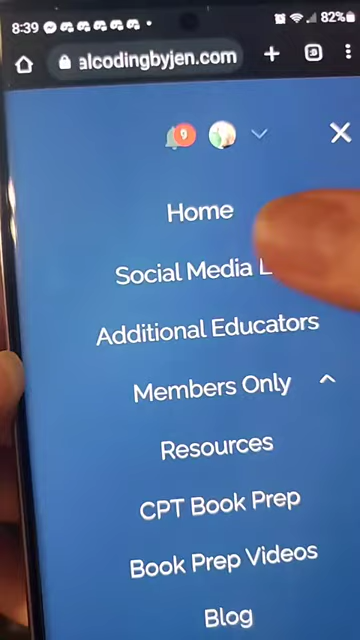 8:39 82%
alcodingbyjen.com
9
Home
Social Media
Additional Educators
Members Only
Resources
CPT Book Prep
Book Prep Videos
Blog